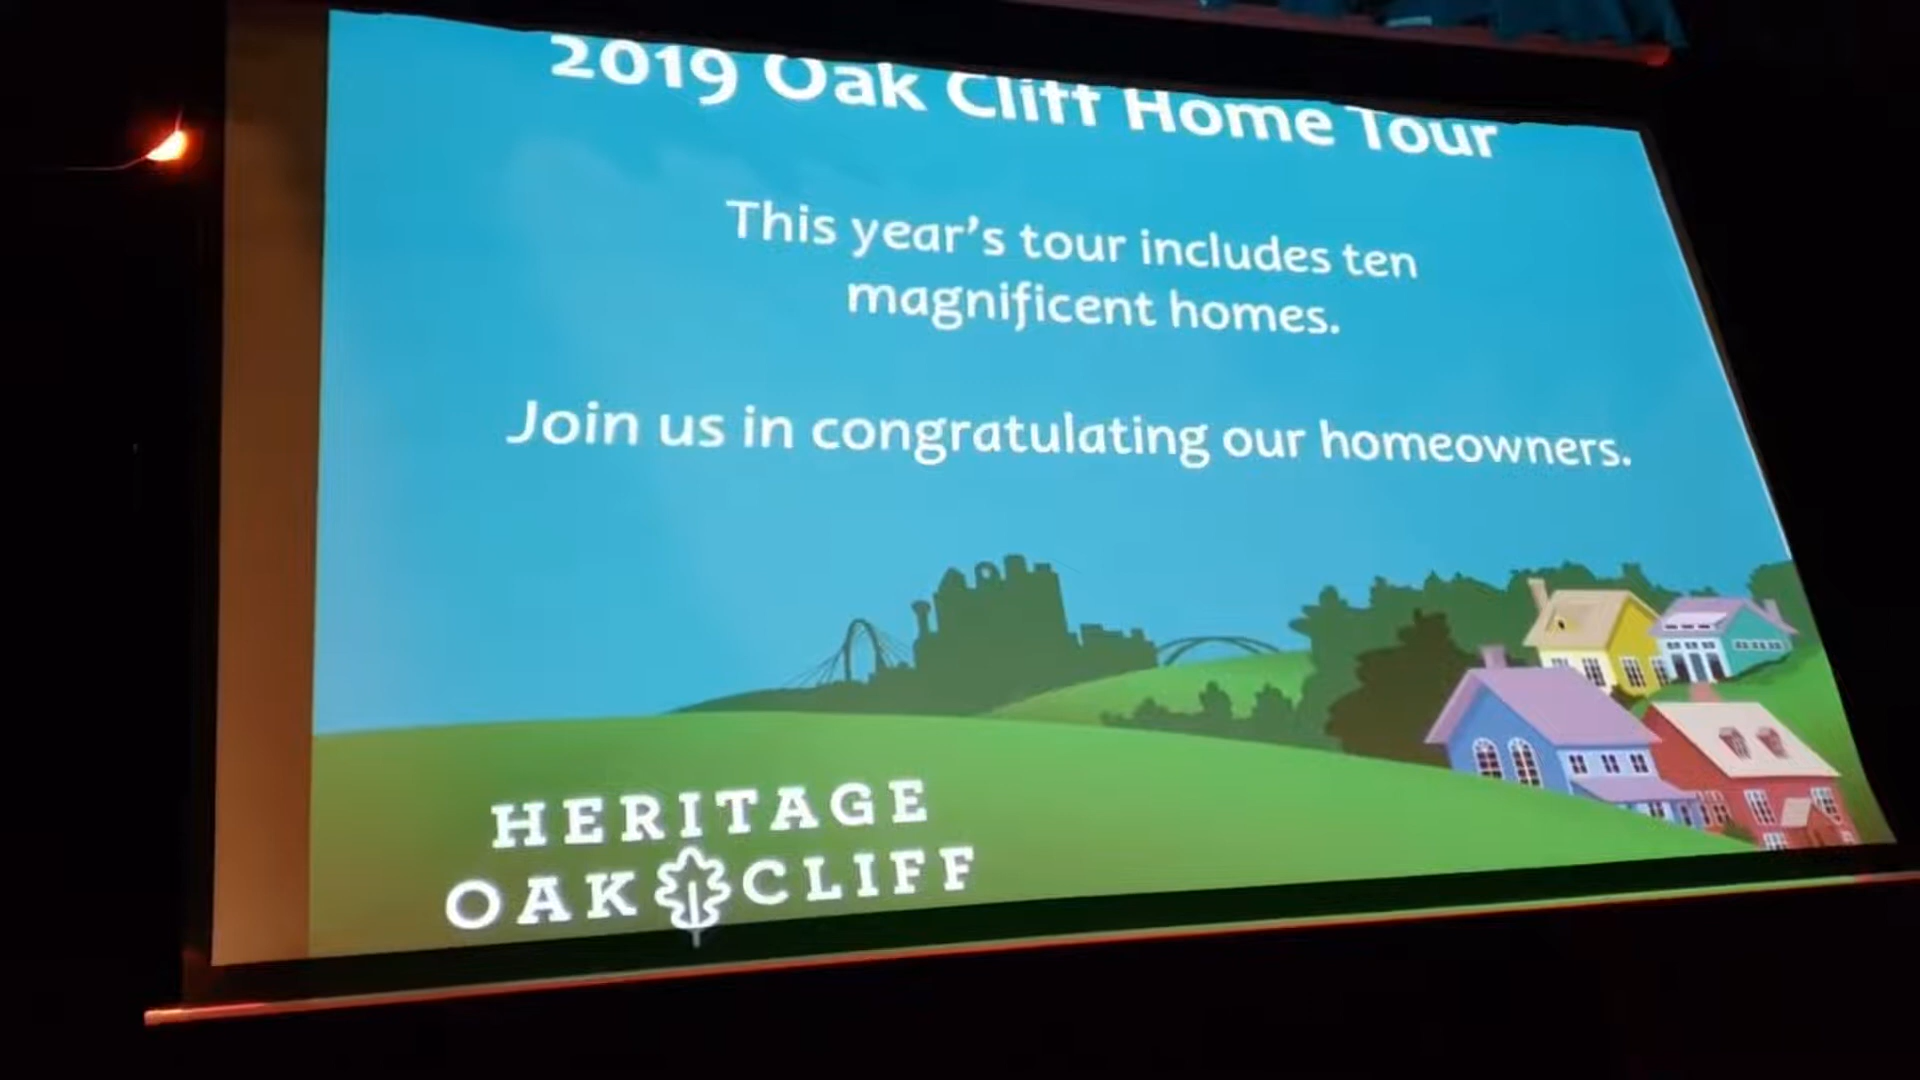 2019 Oak Cliff Home Tour
This year's tour includes ten
magnificent homes.
Join us in congratulating our homeowners.
HERITAGE
OAK CLIFF